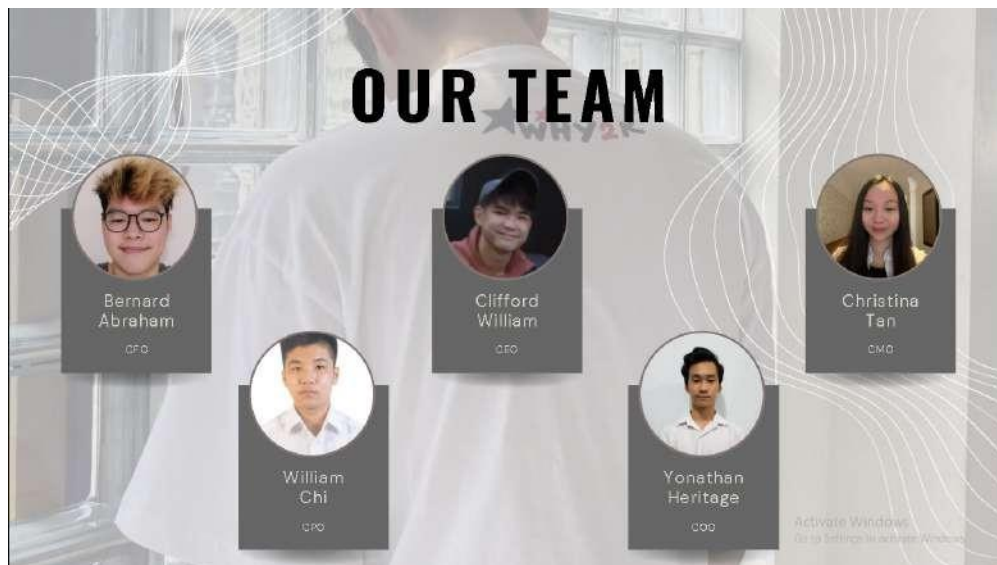 OUR TEAM
WHY2K
Bernard
Abraham
CFO
Clifford
William
CEO
Christina
Tan
CMO
William
Chi
CPO
Yonathan
Heritage
COO
Activate Windows
Go to Settings to activate Windows.